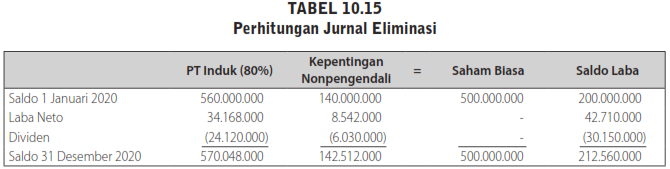 TABEL 10.15
Perhitungan Jurnal Eliminasi
PT Induk (80%) Kepentingan Nonpengendali = Saham Biasa Saldo Laba
Saldo 1 Januari 2020 560.000.000 140.000.000 500.000.000 200.000.000
Laba Neto 34.168.000 8.542.000 - 42.710.000
Dividen (24.120.000) (6.030.000) - (30.150.000)
Saldo 31 Desember 2020 570.048.000 142.512.000 500.000.000 212.560.000